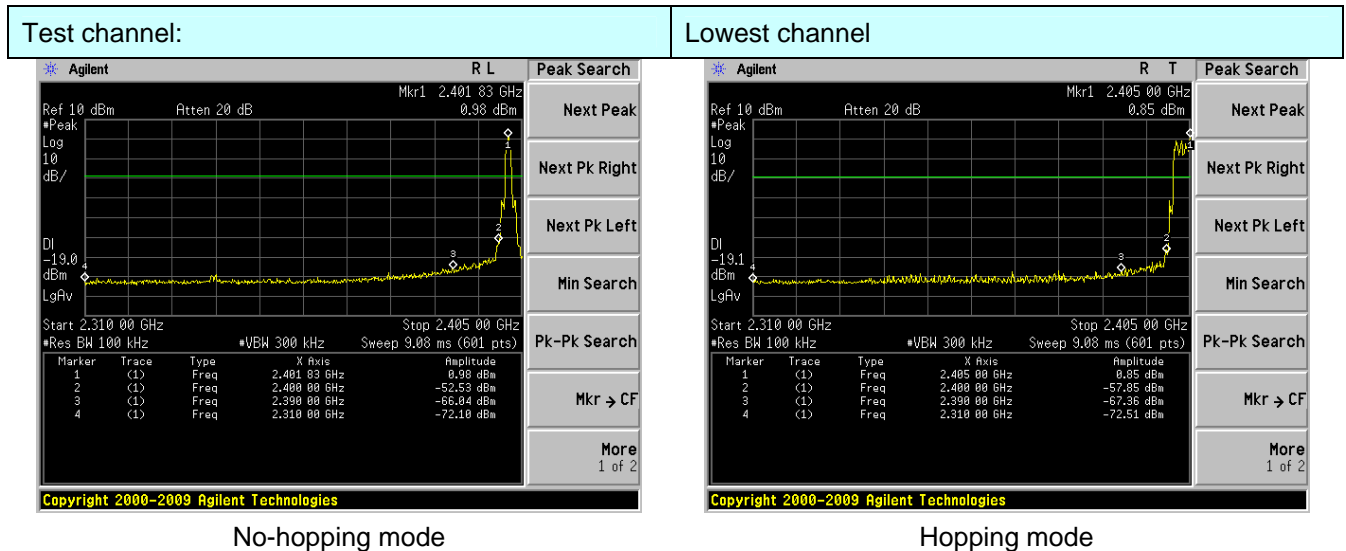 Test channel: Lowest channel
Agilent R L Peak Search
Mkr1 2.401 83 GHz
Ref 10 dBm Atten 20 dB 0.98 dBm
#Peak
Log
10
dB/
1
2
3
4
DI
-19.0
dBm
LgAv
Start 2.310 00 GHz Stop 2.405 00 GHz
#Res BW 100 kHz #VBW 300 kHz Sweep 9.08 ms (601 pts)
Marker Trace Type X Axis Amplitude
1 (1) Freq 2.401 83 GHz 0.98 dBm
2 (1) Freq 2.400 00 GHz -52.53 dBm
3 (1) Freq 2.390 00 GHz -66.04 dBm
4 (1) Freq 2.310 00 GHz -72.10 dBm
Next Peak
Next Pk Right
Next Pk Left
Min Search
Pk-Pk Search
Mkr → CF
More
1 of 2
Copyright 2000-2009 Agilent Technologies
No-hopping mode
Agilent R T Peak Search
Mkr1 2.405 00 GHz
Ref 10 dBm Atten 20 dB 0.85 dBm
#Peak
Log
10
dB/
1
2
3
4
DI
-19.1
dBm
LgAv
Start 2.310 00 GHz Stop 2.405 00 GHz
#Res BW 100 kHz #VBW 300 kHz Sweep 9.08 ms (601 pts)
Marker Trace Type X Axis Amplitude
1 (1) Freq 2.405 00 GHz 0.85 dBm
2 (1) Freq 2.400 00 GHz -57.85 dBm
3 (1) Freq 2.390 00 GHz -67.36 dBm
4 (1) Freq 2.310 00 GHz -72.51 dBm
Next Peak
Next Pk Right
Next Pk Left
Min Search
Pk-Pk Search
Mkr → CF
More
1 of 2
Copyright 2000-2009 Agilent Technologies
Hopping mode